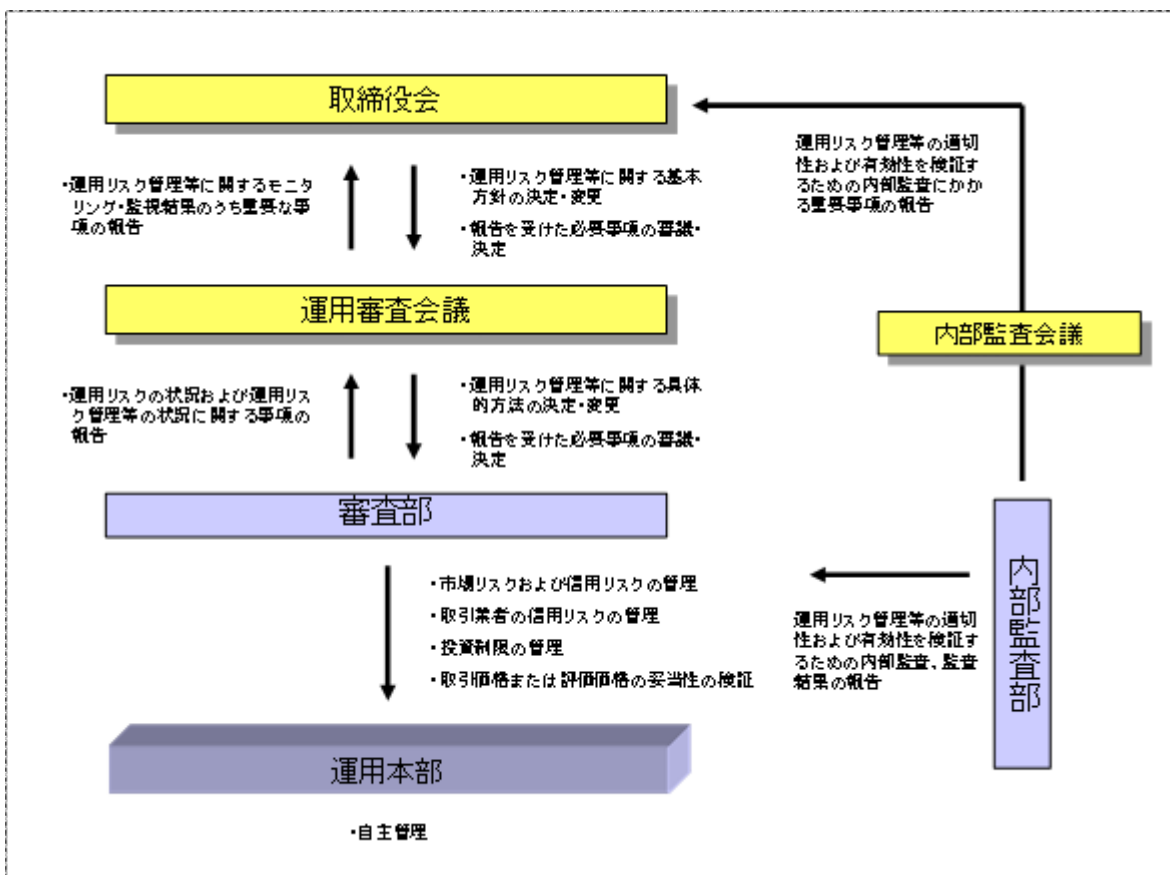 取締役会
・運用リスク管理等に関するモニタ
リング・監視結果のうち重要な事
項の報告
・運用リスク管理等に関する基本
方針の決定・変更
・報告を受けた必要事項の審議・
決定
運用リスク管理等の適切
性および有効性を検証す
るための内部監査にかか
る重要事項の報告
運用審査会議
内部監査会議
・運用リスクの状況および運用リス
ク管理等の状況に関する事項の
報告
・運用リスク管理等に関する具体
的方法の決定・変更
・報告を受けた必要事項の審議・
決定
審査部
・市場リスクおよび信用リスクの管理
・取引業者の信用リスクの管理
・投資制限の管理
・取引価格または評価価格の妥当性の検証
運用リスク管理等の適切
性および有効性を検証す
るための内部監査、監査
結果の報告
内部監査部
運用本部
・自主管理